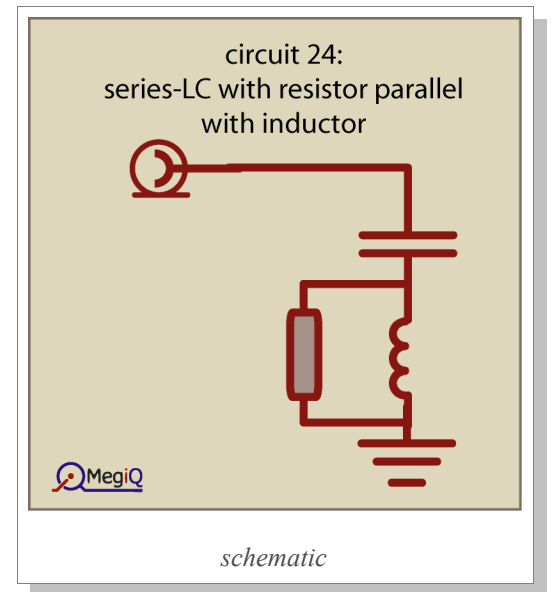 circuit 24:
series-LC with resistor parallel
with inductor
MegiQ
schematic